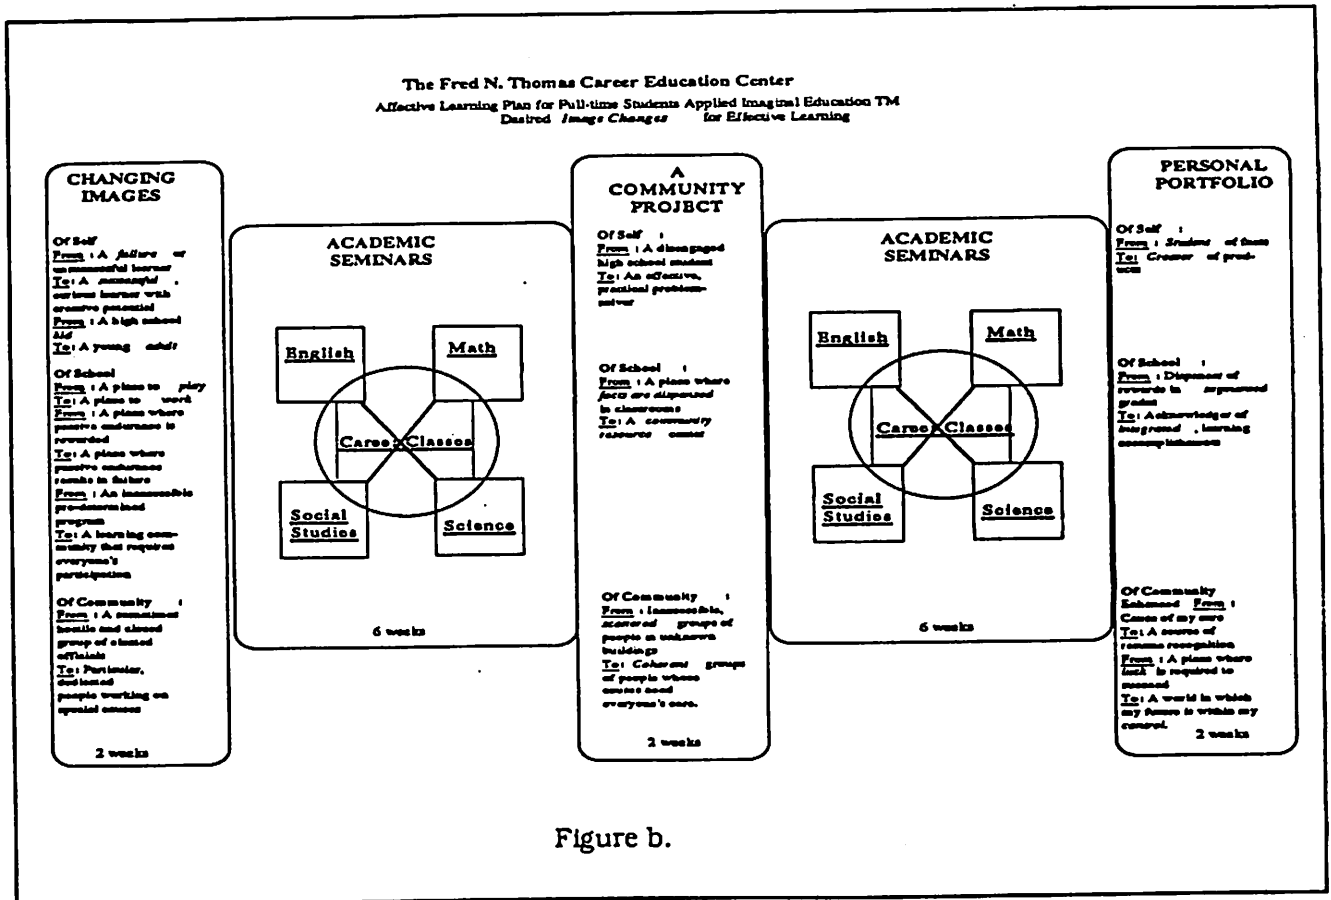 The Fred N. Thomas Career Education Center
Affective Learning Plan for Full-time Students Applied Imaginal Education TM
Desired Image Changes for Effective Learning
CHANGING
IMAGES
Of Self
From : A failure or
unsuccessful learner
To: A successful ,
curious learner with
creative potential
From : A high school
kid
To: A young adult
Of School
From : A place to play
To: A place to work
From : A place where
passive endurance is
rewarded
To: A place where
passive endurance
results in failure
From : An inaccessible
pre-determined
program
To: A learning com-
munity that requires
everyone's
participation
Of Community :
From : A sometimes
hostile and closed
group of elected
officials
To: Particular,
dedicated
people working on
special causes
2 weeks
ACADEMIC
SEMINARS
English
Math
Career Classes
Social
Studies
Science
6 weeks
A
COMMUNITY
PROJECT
Of Self :
From : A disengaged
high school student
To: An effective,
practical problem-
solver
Of School :
From : A place where
facts are dispensed
in classrooms
To: A community
resource center
Of Community :
From : Inaccessible,
scattered groups of
people in unknown
buildings
To: Coherent groups
of people whose
causes need
everyone's care.
2 weeks
ACADEMIC
SEMINARS
English
Math
Career Classes
Social
Studies
Science
6 weeks
PERSONAL
PORTFOLIO
Of Self :
From : Student of facts
To: Creator of prod-
ucts
Of School :
From : Dispenser of
rewards in segmented
grades
To: Acknowledger of
integrated , learning
accomplishments
Of Community
Enhanced From :
Cause of my
To: A source of
resume recognition
From : A place where
luck is required to
succeed
To: A world in which
my future is within my
control.
2 weeks
Figure b.